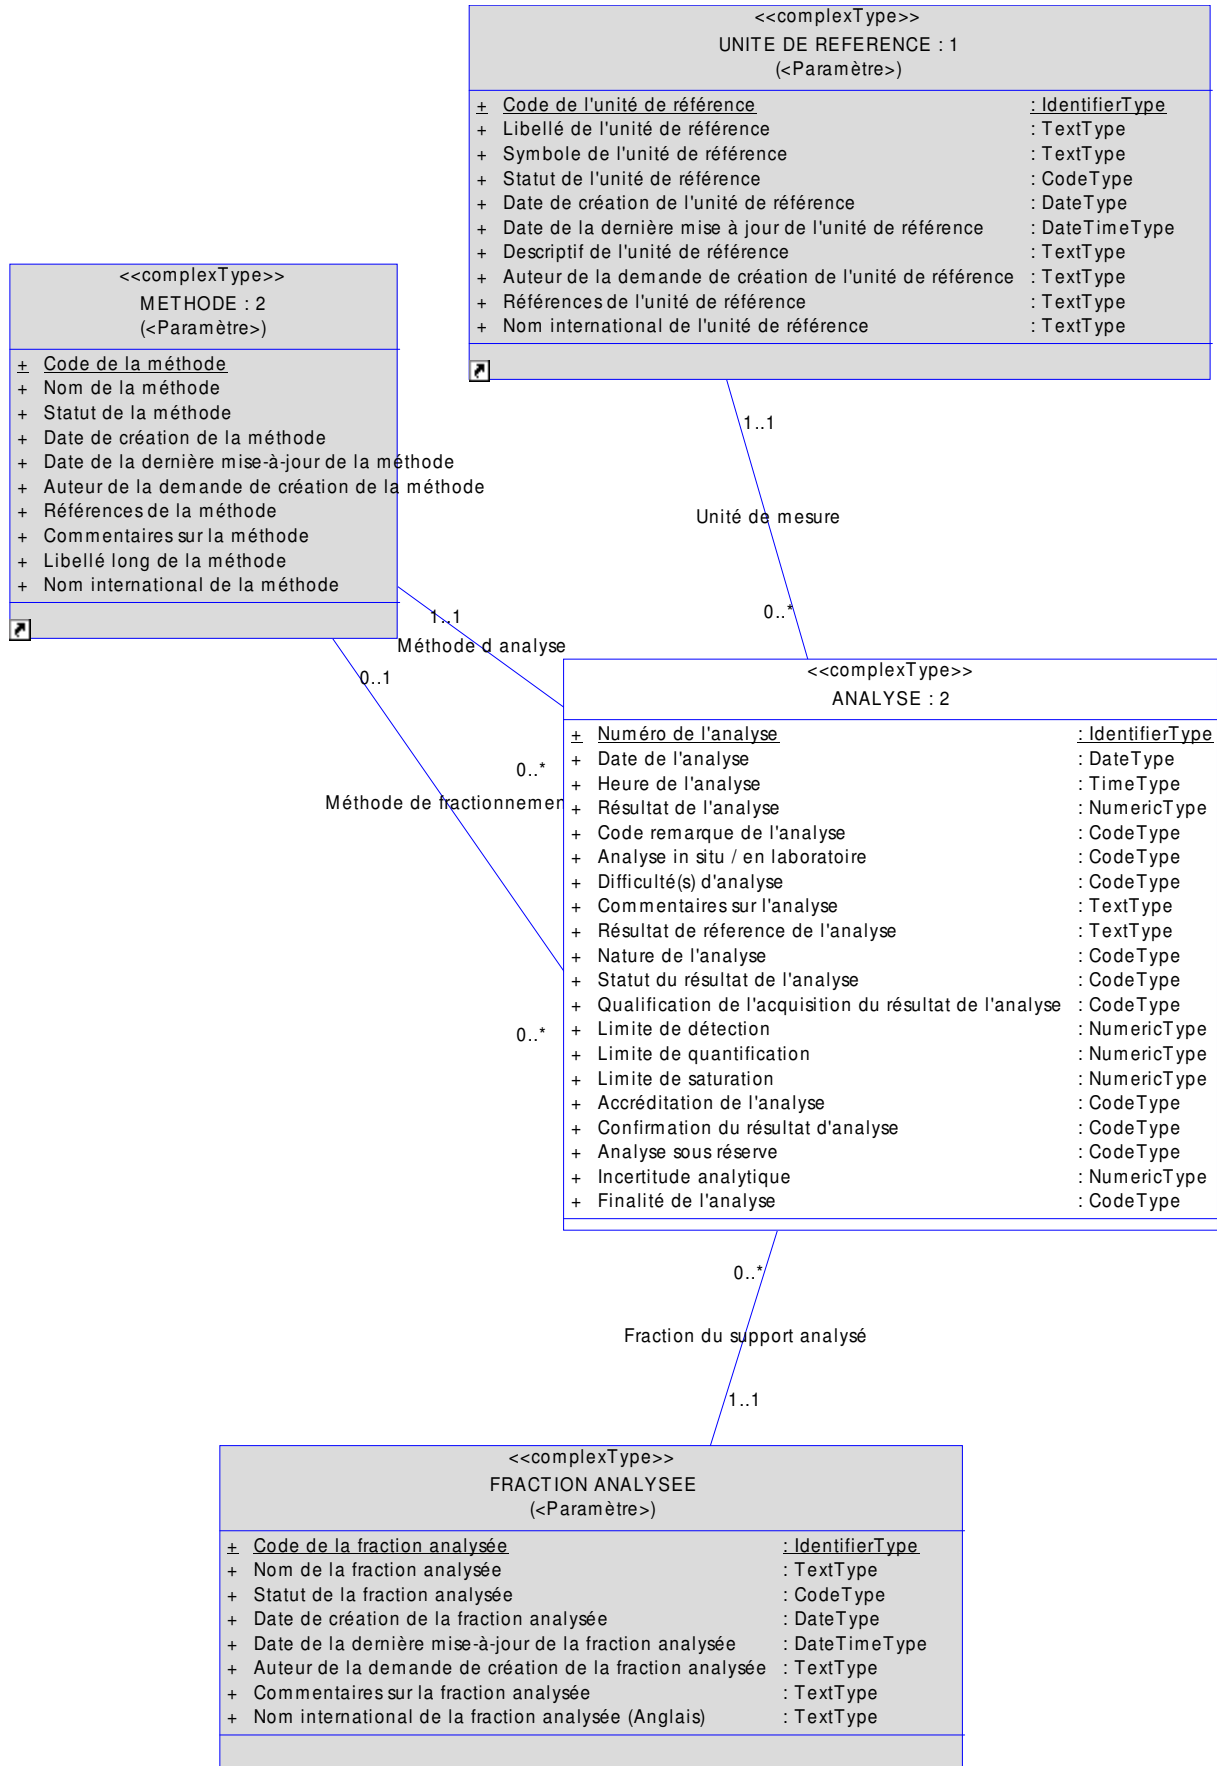 <<complexType>>
UNITE DE REFERENCE : 1
(<Paramètre>)
+ Code de l'unité de référence : IdentifierType
+ Libellé de l'unité de référence : TextType
+ Symbole de l'unité de référence : TextType
+ Statut de l'unité de référence : CodeType
+ Date de création de l'unité de référence : DateType
+ Date de la dernière mise à jour de l'unité de référence : DateTimeType
+ Descriptif de l'unité de référence : TextType
+ Auteur de la demande de création de l'unité de référence : TextType
+ Références de l'unité de référence : TextType
+ Nom international de l'unité de référence : TextType
<<complexType>>
METHODE : 2
(<Paramètre>)
+ Code de la méthode
+ Nom de la méthode
+ Statut de la méthode
+ Date de création de la méthode
+ Date de la dernière mise-à-jour de la méthode
+ Auteur de la demande de création de la méthode
+ Références de la méthode
+ Commentaires sur la méthode
+ Libellé long de la méthode
+ Nom international de la méthode
1..1
Unité de mesure
0..*
1..1
Méthode d analyse
0..*
0..1
Méthode de fractionnemen
0..*
<<complexType>>
ANALYSE : 2
+ Numéro de l'analyse : IdentifierType
+ Date de l'analyse : DateType
+ Heure de l'analyse : TimeType
+ Résultat de l'analyse : NumericType
+ Code remarque de l'analyse : CodeType
+ Analyse in situ / en laboratoire : CodeType
+ Difficulté(s) d'analyse : CodeType
+ Commentaires sur l'analyse : TextType
+ Résultat de réference de l'analyse : TextType
+ Nature de l'analyse : CodeType
+ Statut du résultat de l'analyse : CodeType
+ Qualification de l'acquisition du résultat de l'analyse : CodeType
+ Limite de détection : NumericType
+ Limite de quantification : NumericType
+ Limite de saturation : NumericType
+ Accréditation de l'analyse : CodeType
+ Confirmation du résultat d'analyse : CodeType
+ Analyse sous réserve : CodeType
+ Incertitude analytique : NumericType
+ Finalité de l'analyse : CodeType
0..*
Fraction du support analysé
1..1
<<complexType>>
FRACTION ANALYSEE
(<Paramètre>)
+ Code de la fraction analysée : IdentifierType
+ Nom de la fraction analysée : TextType
+ Statut de la fraction analysée : CodeType
+ Date de création de la fraction analysée : DateType
+ Date de la dernière mise-à-jour de la fraction analysée : DateTimeType
+ Auteur de la demande de création de la fraction analysée : TextType
+ Commentaires sur la fraction analysée : TextType
+ Nom international de la fraction analysée (Anglais) : TextType